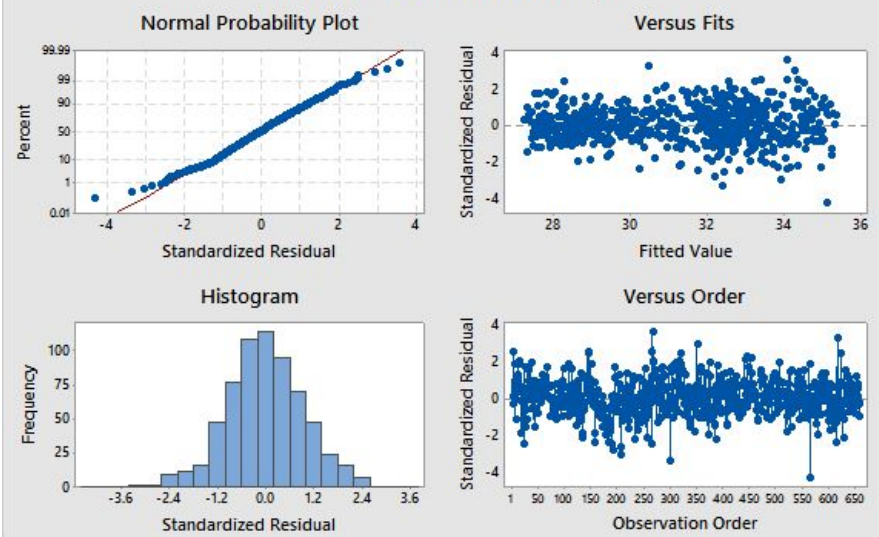 Normal Probability Plot
99.99
99
90
50
10
1
0.01
Percent
-4 -2 0 2 4
Standardized Residual
Versus Fits
4
2
0
-2
-4
Standardized Residual
28 30 32 34 36
Fitted Value
Histogram
100
75
50
25
0
Frequency
-3.6 -2.4 -1.2 0.0 1.2 2.4 3.6
Standardized Residual
Versus Order
4
2
0
-2
-4
Standardized Residual
1 50 100 150 200 250 300 350 400 450 500 550 600 650
Observation Order